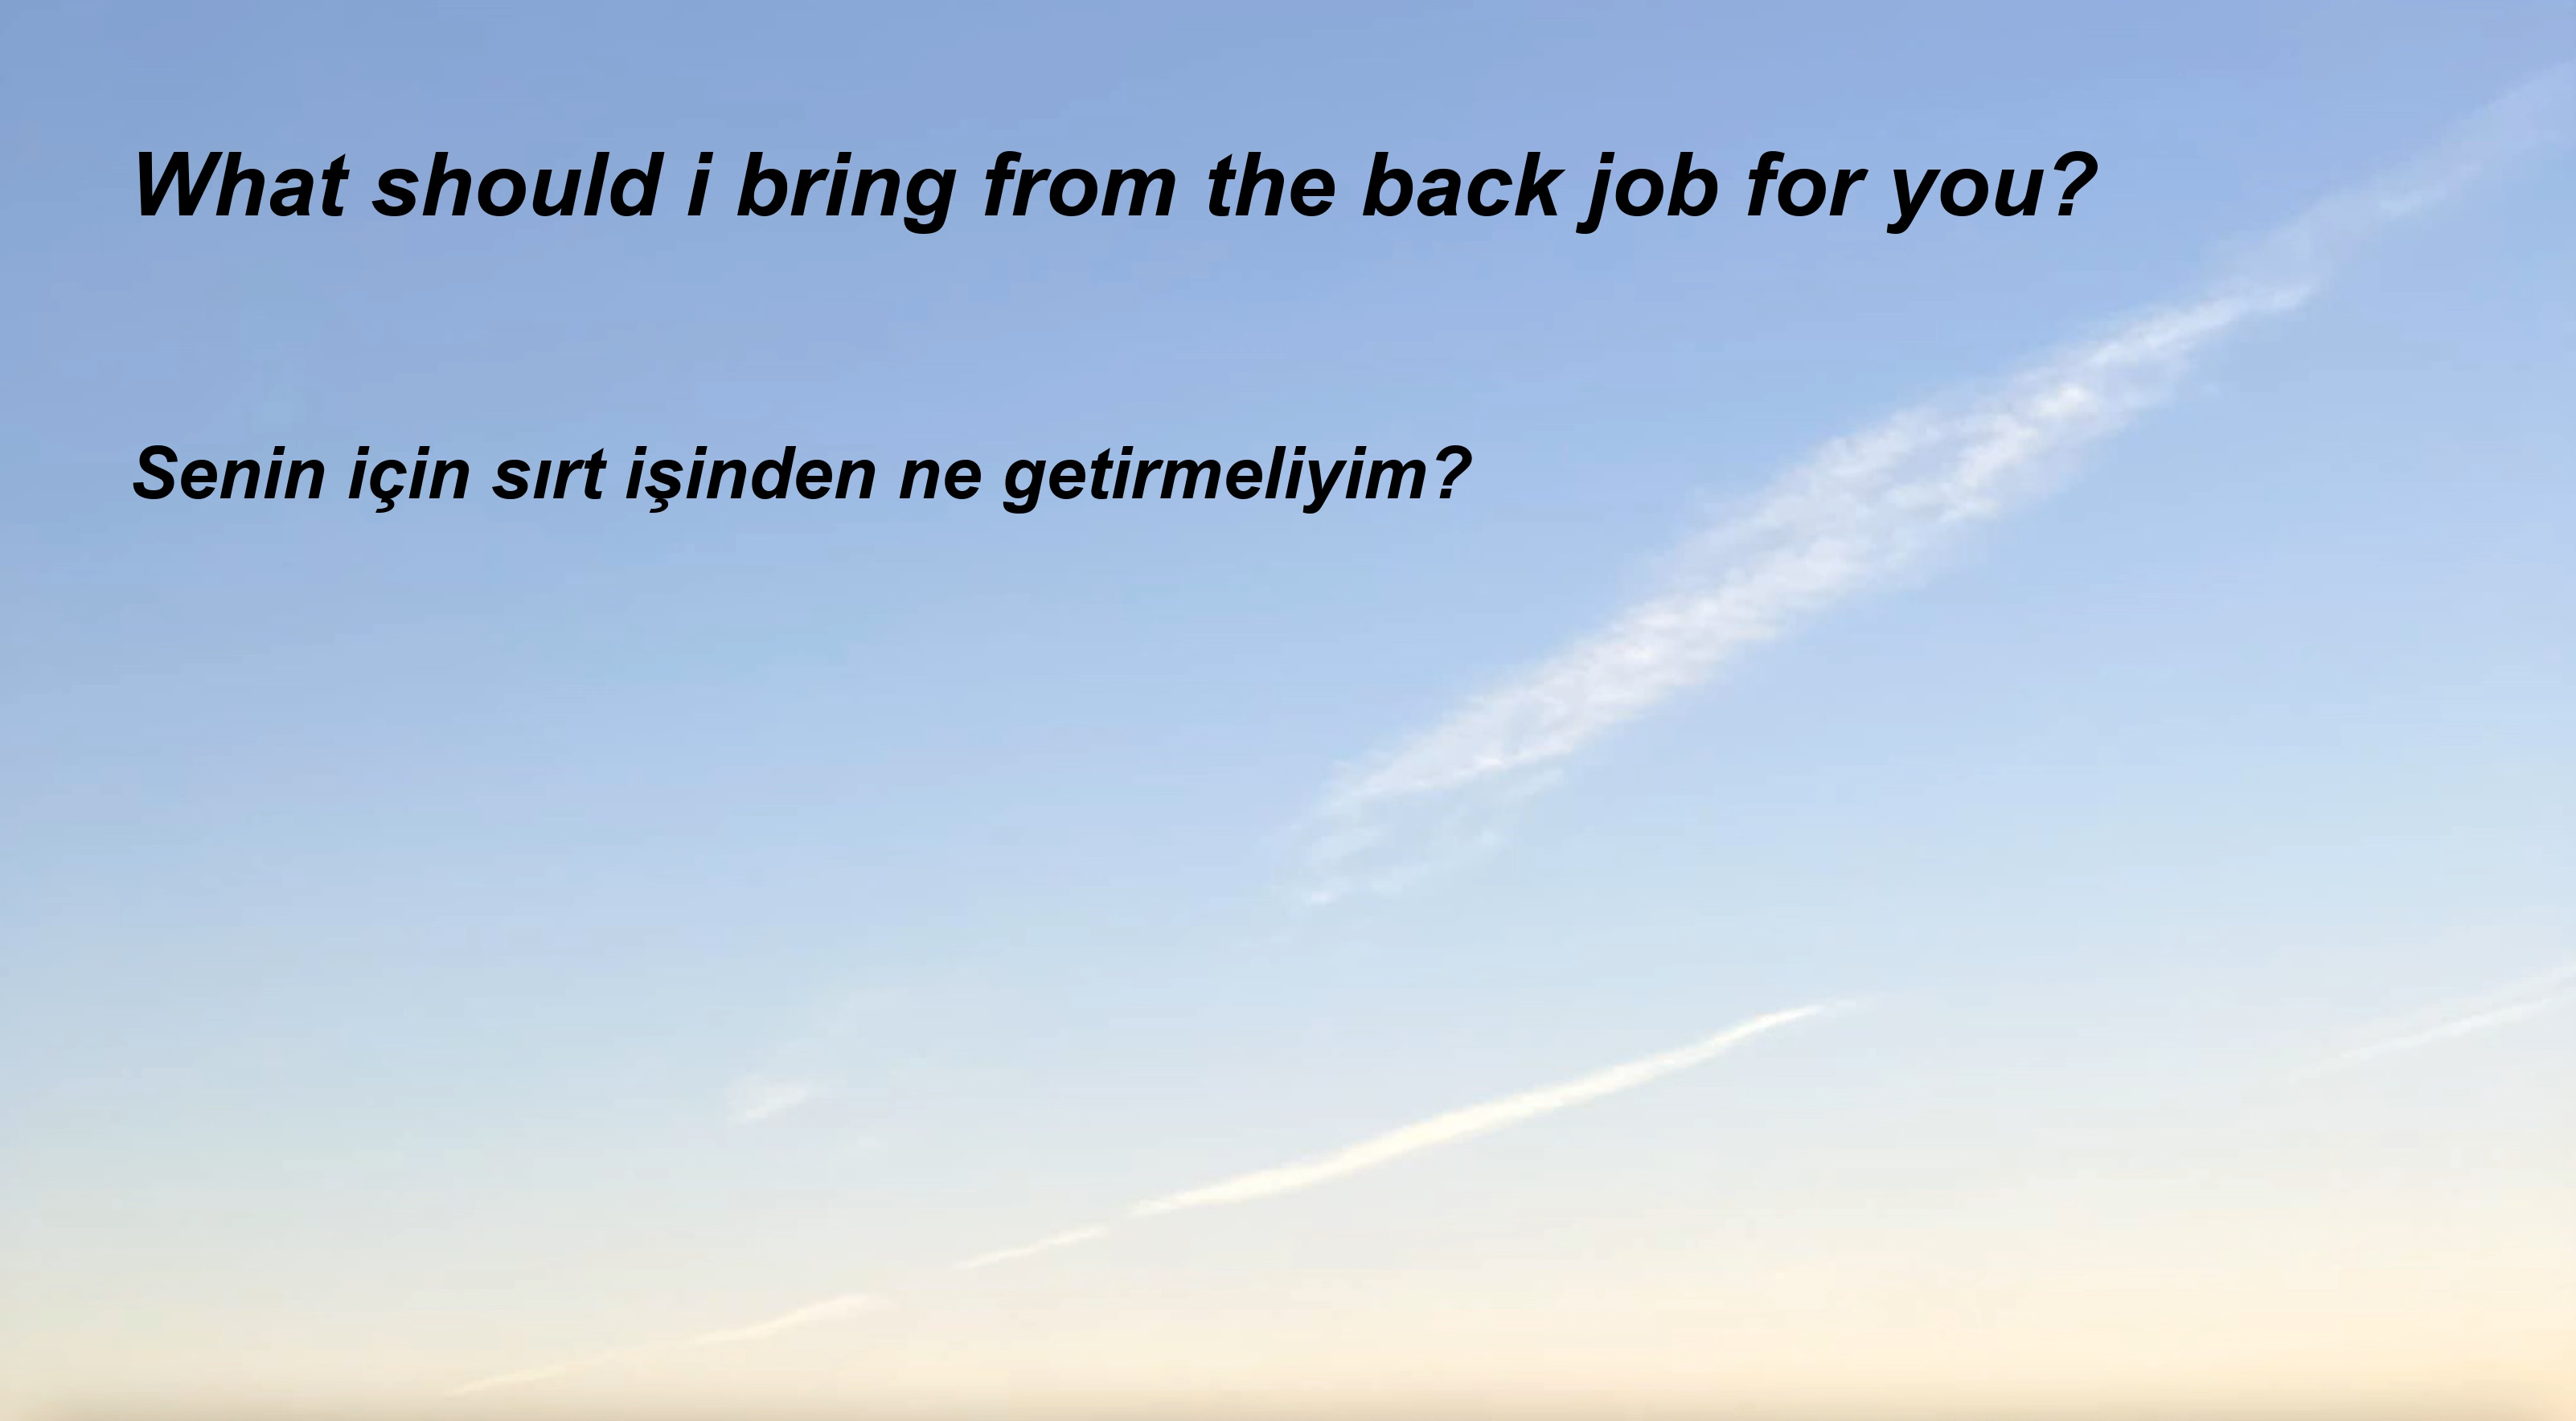 What should i bring from the back job for you?
Senin için sırt işinden ne getirmeliyim?